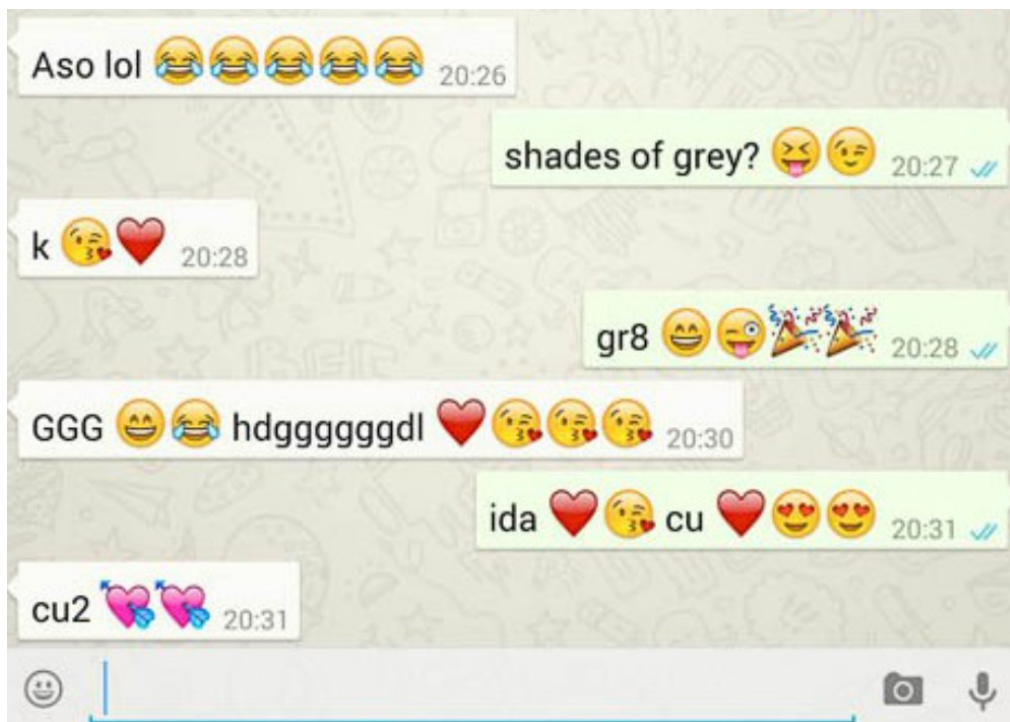 Aso lol 😂😂😂😂😂 20:26
shades of grey? 😝😉 20:27
k 😘❤️ 20:28
gr8 😄😜🎉🎉 20:28
GGG 😄😂 hdggggggdl ❤️😘😘😘 20:30
ida ❤️😘 cu ❤️😍😍 20:31
cu2 💘💘 20:31